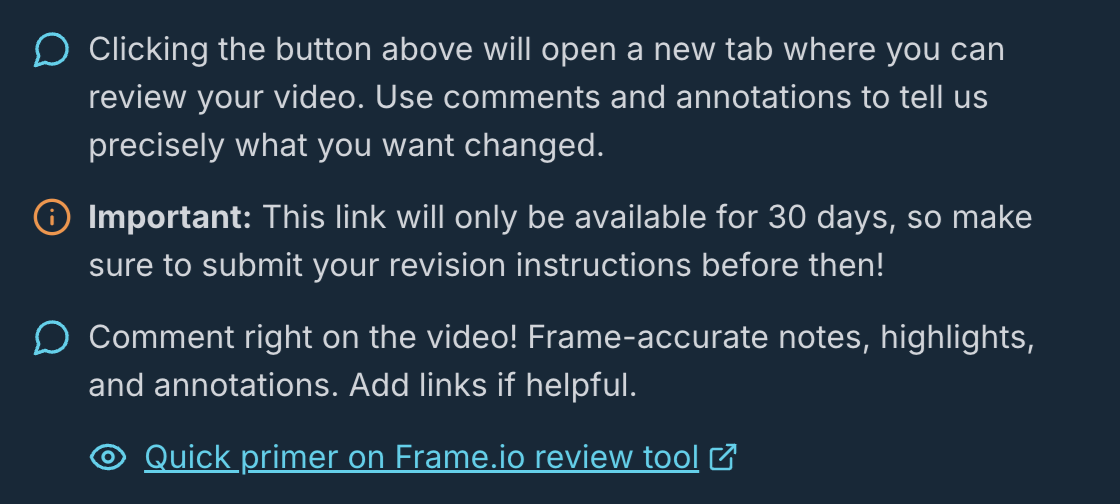 Clicking the button above will open a new tab where you can
review your video. Use comments and annotations to tell us
precisely what you want changed.
Important: This link will only be available for 30 days, so make
sure to submit your revision instructions before then!
Comment right on the video! Frame-accurate notes, highlights,
and annotations. Add links if helpful.
Quick primer on Frame.io review tool